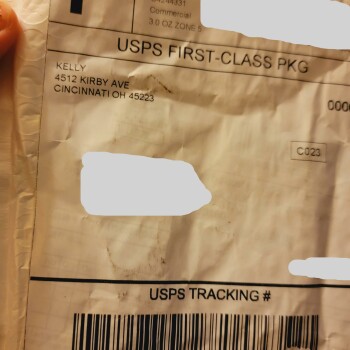 Commercial
3.0 OZ ZONE 5
USPS FIRST-CLASS PKG
KELLY
4512 KIRBY AVE
CINCINNATI OH 45223
000
C023
USPS TRACKING #